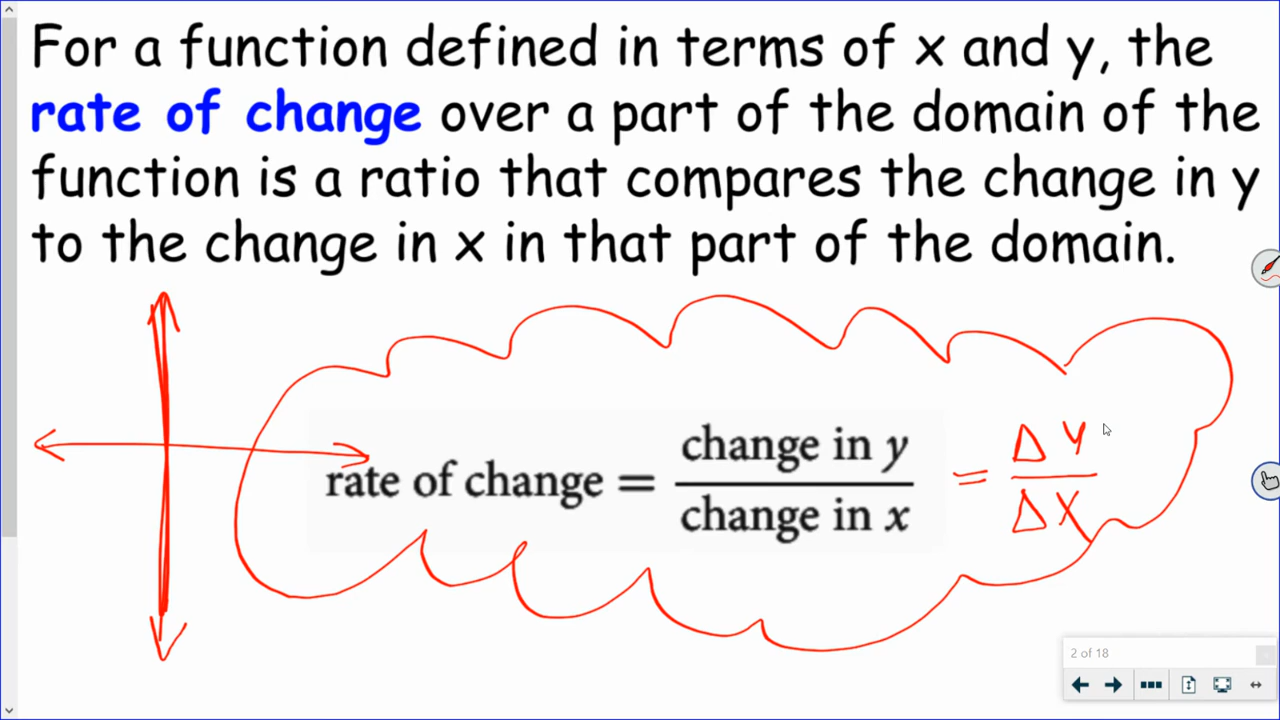 For a function defined in terms of x and y, the
rate of change over a part of the domain of the
function is a ratio that compares the change in y
to the change in x in that part of the domain.
rate of change = change in y / change in x = Δy / Δx
2 of 18